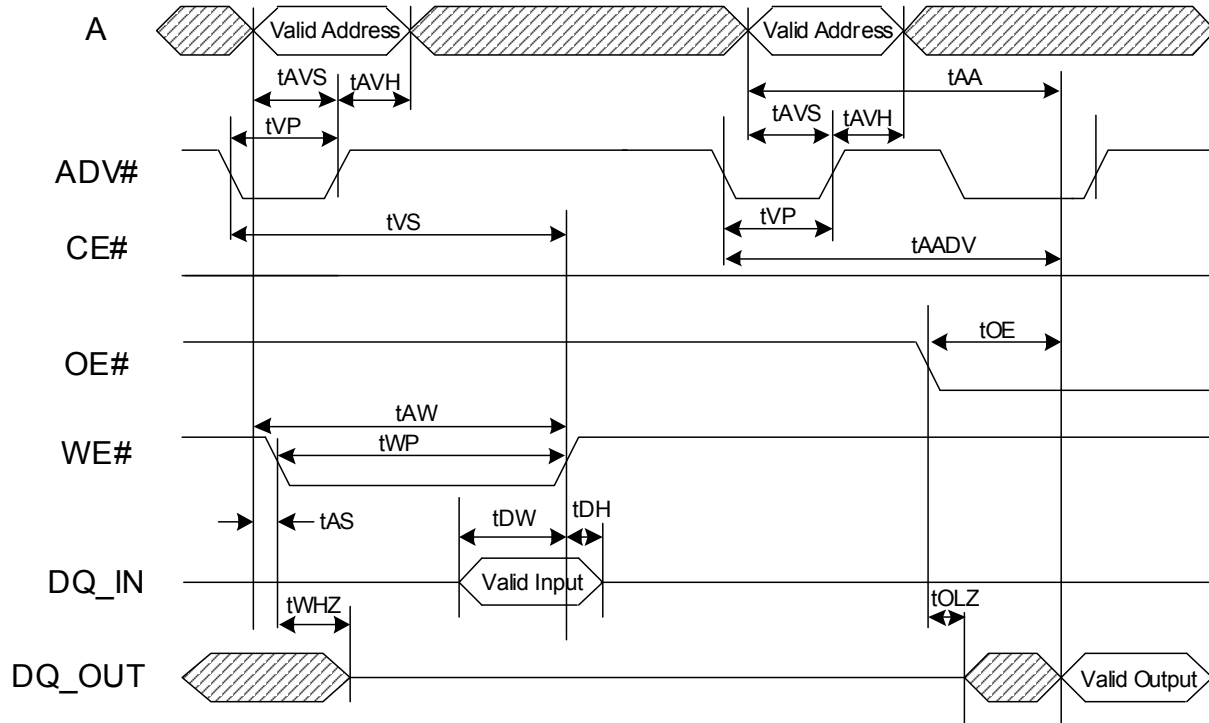 A
Valid Address
Valid Address
tAVS
tAVH
tAA
tVP
tAVS
tAVH
ADV#
tVS
tVP
CE#
tAADV
OE#
tOE
tAW
WE#
tWP
tAS
tDW
tDH
DQ_IN
Valid Input
tWHZ
tOLZ
DQ_OUT
Valid Output